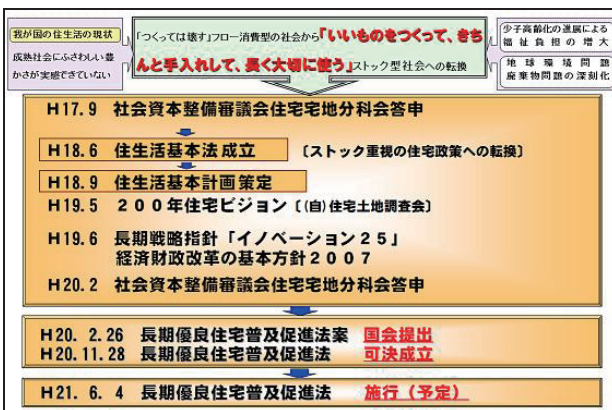 我が国の住生活の現状
成熟社会にふさわしい豊
かさが実感できていない
「つくっては壊す」フロー消費型の社会から「いいものをつくって、きち
んと手入れして、長く大切に使う」ストック型社会への転換
少子高齢化の進展による
福祉負担の増大
地球環境問題
廃棄物問題の深刻化
H17.9 社会資本整備審議会住宅宅地分科会答申
H18.6 住生活基本法成立 〔ストック重視の住宅政策への転換〕
H18.9 住生活基本計画策定
H19.5 200年住宅ビジョン〔(自)住宅土地調査会〕
H19.6 長期戦略指針「イノベーション25」
経済財政改革の基本方針2007
H20.2 社会資本整備審議会住宅宅地分科会答申
H20.2.26 長期優良住宅普及促進法案 国会提出
H20.11.28 長期優良住宅普及促進法 可決成立
H21.6.4 長期優良住宅普及促進法 施行(予定)